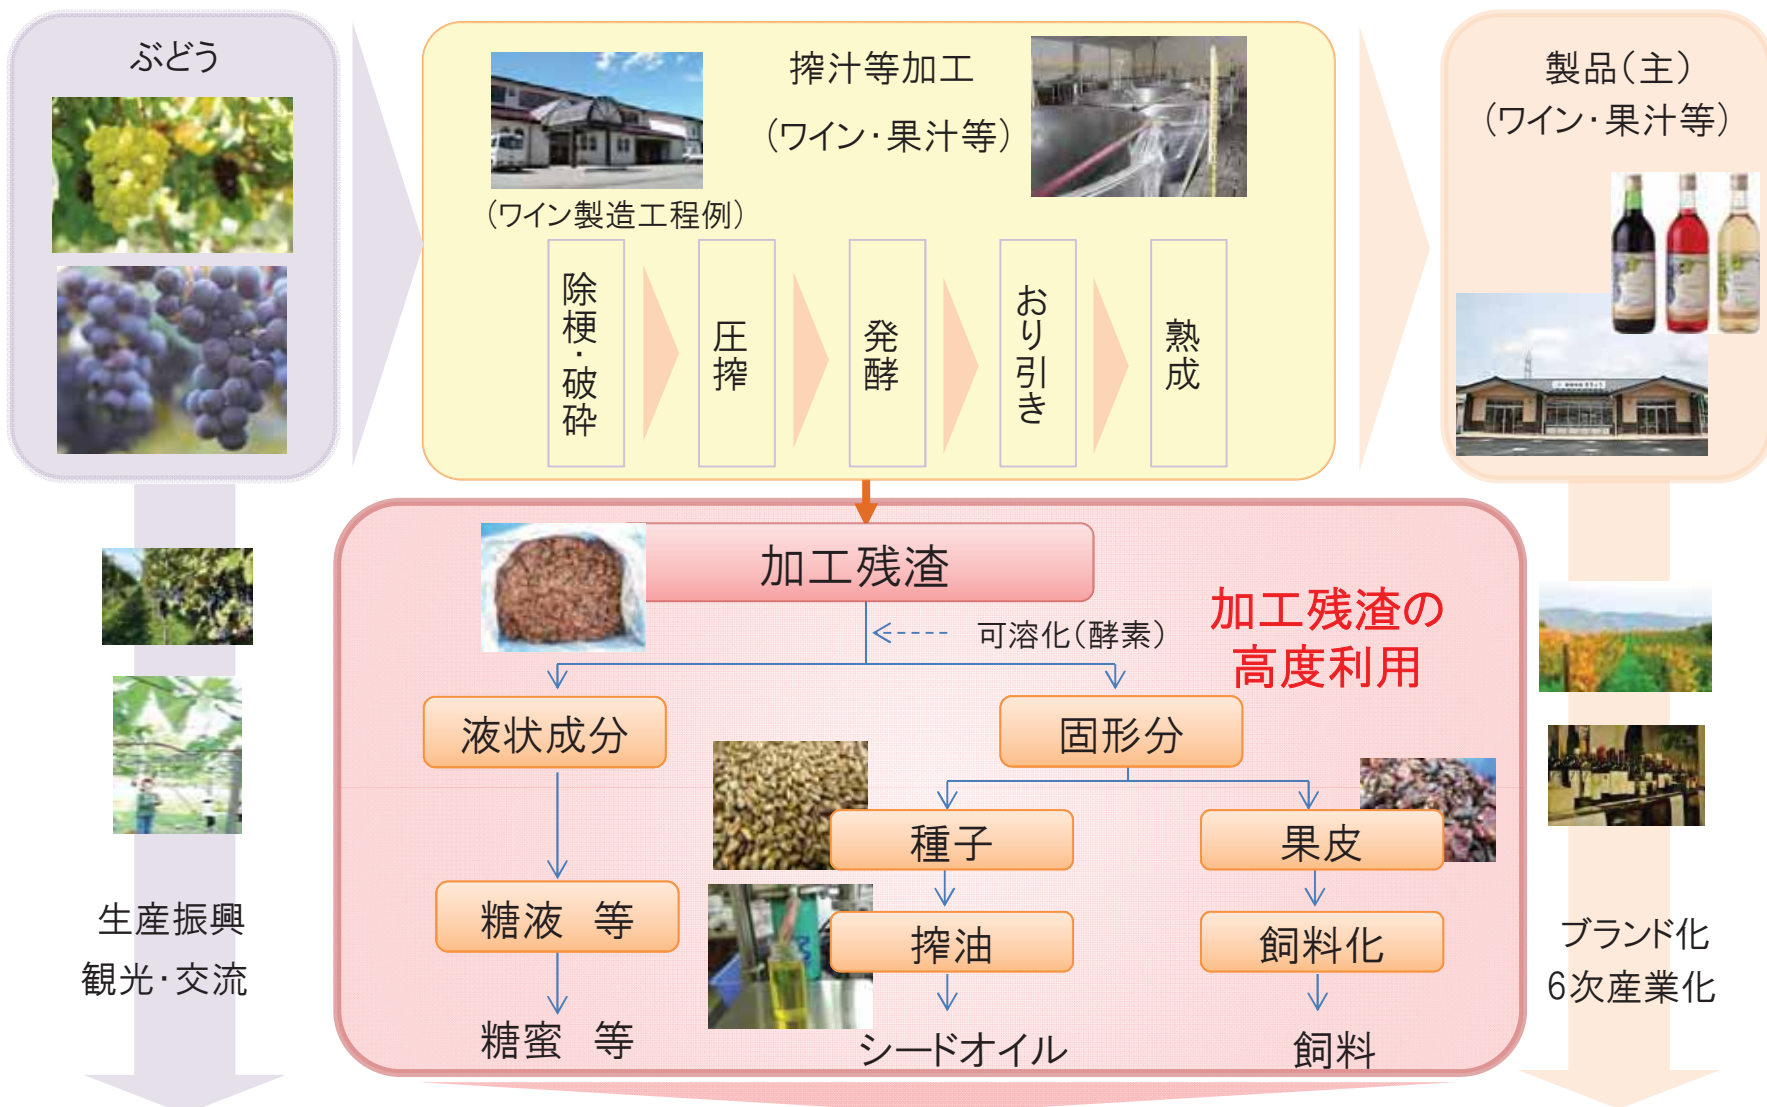 ぶどう
搾汁等加工
(ワイン・果汁等)
(ワイン製造工程例)
除梗・破砕
圧搾
発酵
おり引き
熟成
製品(主)
(ワイン・果汁等)
加工残渣
可溶化(酵素)
加工残渣の
高度利用
液状成分
固形分
種子
果皮
糖液　等
搾油
飼料化
糖蜜　等
シードオイル
飼料
生産振興
観光・交流
ブランド化
6次産業化